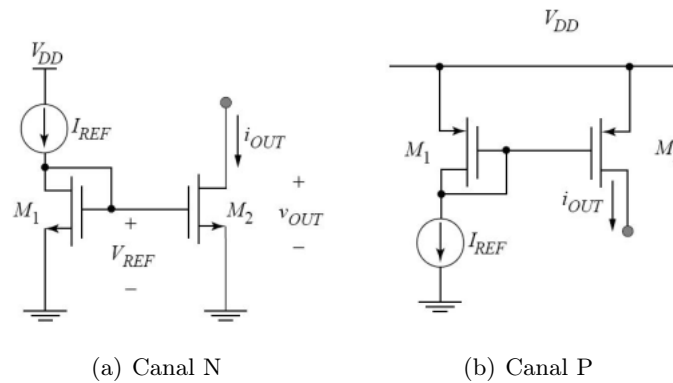 V_DD
I_REF
i_OUT
M_1
M_2
+
V_REF
−
+
v_OUT
−
(a) Canal N
V_DD
M_1
M
i_OUT
I_REF
(b) Canal P